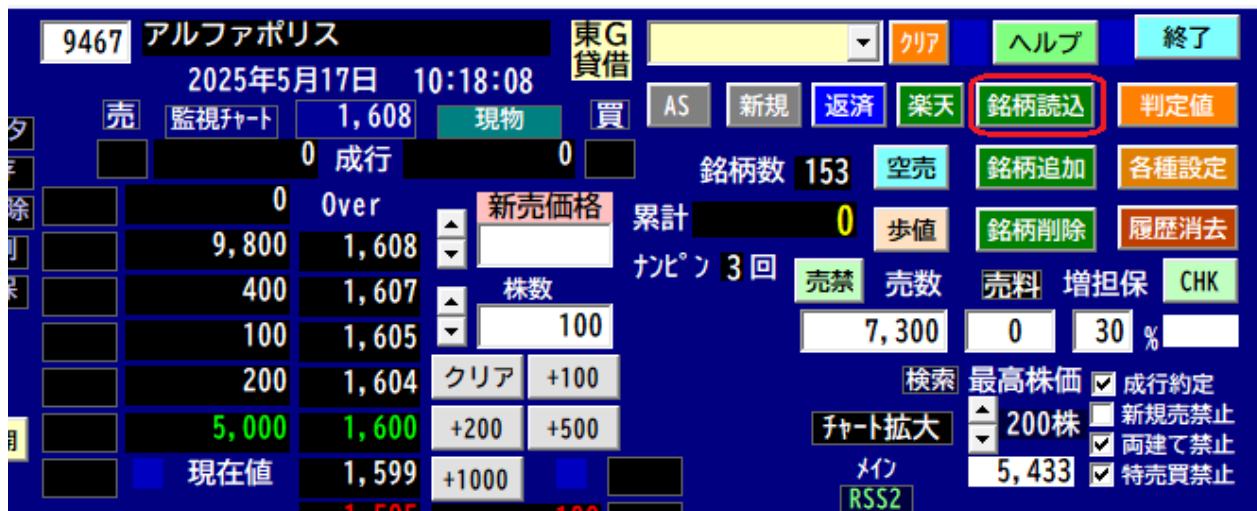 9467 アルファポリス 東G クリア ヘルプ 終了
2025年5月17日 10:18:08 貸借
売 監視ﾁｬｰﾄ 1,608 現物 買 AS 新規 返済 楽天 銘柄読込 判定値
0 成行 0 銘柄数 153 空売 銘柄追加 各種設定
除 0 Over 新売価格 累計 0 歩値 銘柄削除 履歴消去
9,800 1,608 ﾅﾝﾋﾟﾝ 3回 売禁 売数 売料 増担保 CHK
400 1,607 株数
100 1,605 100 7,300 0 30 %
200 1,604 クリア +100 検索 最高株価 成行約定
5,000 1,600 +200 +500 ﾁｬｰﾄ拡大 200株 新規売禁止
両建て禁止
現在値 1,599 +1000 ﾒｲﾝ 5,433 特売買禁止
RSS2